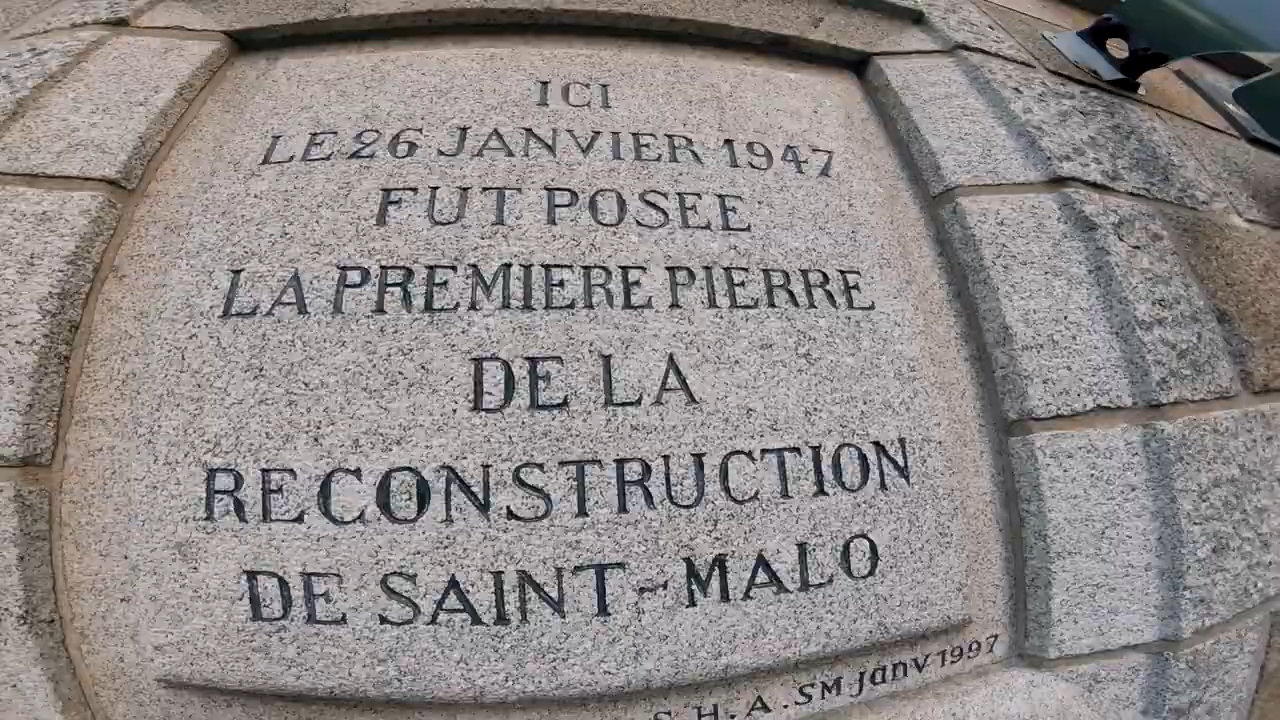 ICI
LE 26 JANVIER 1947
FUT POSEE
LA PREMIERE PIERRE
DE LA
RECONSTRUCTION
DE SAINT-MALO
S.H.A.SM janv 1997